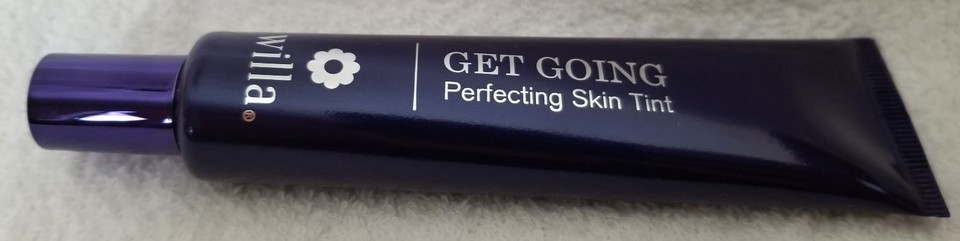 willa®
GET GOING
Perfecting Skin Tint